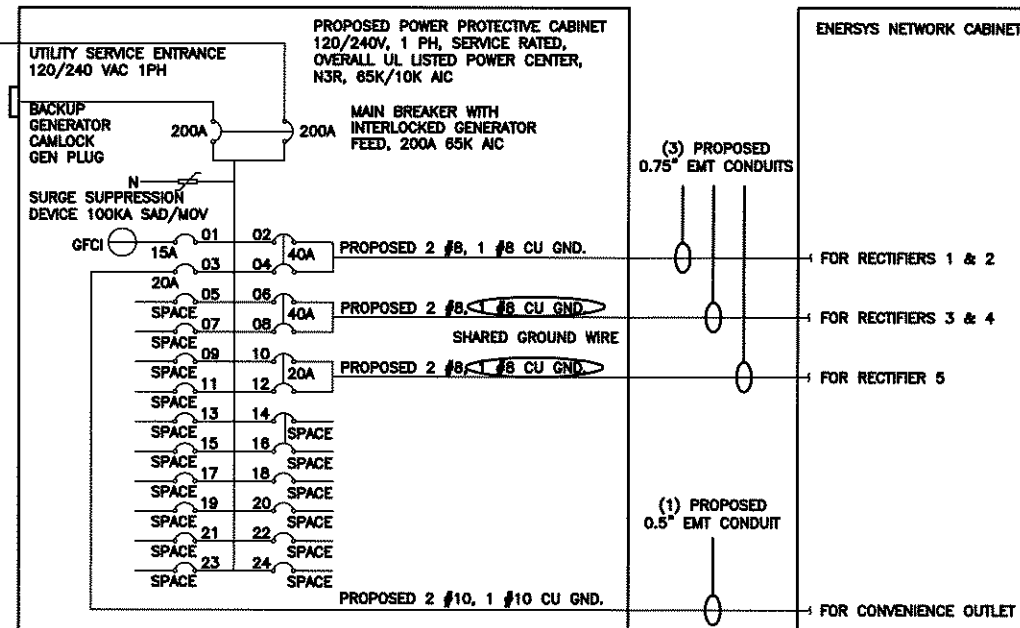 PROPOSED POWER PROTECTIVE CABINET
120/240V, 1 PH, SERVICE RATED,
OVERALL UL LISTED POWER CENTER,
N3R, 65K/10K AIC
ENERSYS NETWORK CABINET
UTILITY SERVICE ENTRANCE
120/240 VAC 1PH
BACKUP
GENERATOR
CAMLOCK
GEN PLUG
200A
200A
MAIN BREAKER WITH
INTERLOCKED GENERATOR
FEED, 200A 65K AIC
(3) PROPOSED
0.75" EMT CONDUITS
N
SURGE SUPPRESSION
DEVICE 100KA SAD/MOV
GFCI
15A
01
02
40A
PROPOSED 2 #8, 1 #8 CU GND.
FOR RECTIFIERS 1 & 2
20A
03
04
SPACE
05
06
40A
PROPOSED 2 #8, 1 #8 CU GND.
FOR RECTIFIERS 3 & 4
SPACE
07
08
SHARED GROUND WIRE
SPACE
09
10
20A
PROPOSED 2 #8, 1 #8 CU GND.
FOR RECTIFIER 5
SPACE
11
12
SPACE
13
14
SPACE
SPACE
15
16
SPACE
SPACE
17
18
SPACE
SPACE
19
20
SPACE
SPACE
21
22
SPACE
SPACE
23
24
SPACE
(1) PROPOSED
0.5" EMT CONDUIT
PROPOSED 2 #10, 1 #10 CU GND.
FOR CONVENIENCE OUTLET